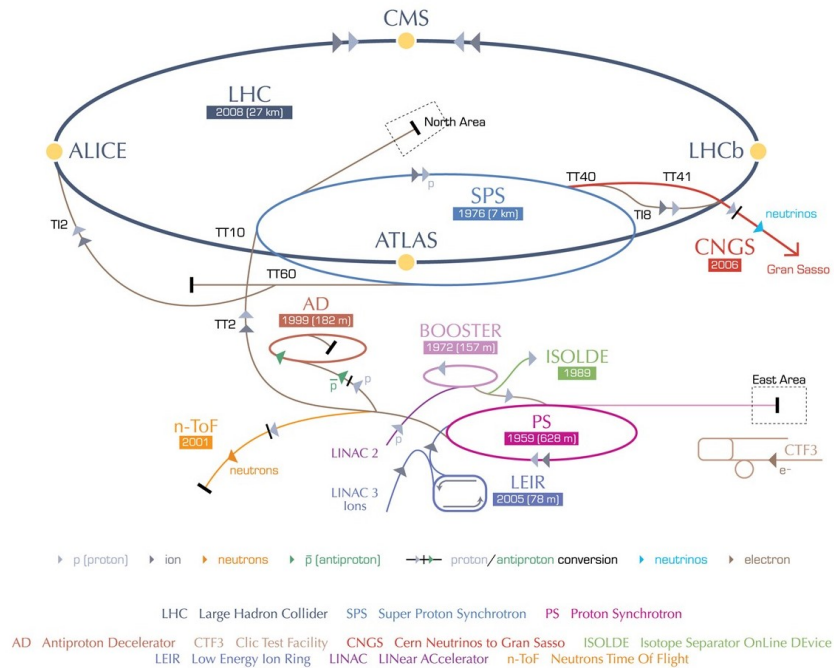 CMS
LHC
2008 (27 km)
North Area
ALICE
LHCb
TT40
TT41
p
SPS
1976 (7 km)
TI8
neutrinos
TI2
TT10
ATLAS
CNGS
2006
Gran Sasso
TT60
AD
1999 (182 m)
TT2
BOOSTER
1972 (157 m)
ISOLDE
1989
p̅
p
East Area
n-ToF
2001
PS
1959 (628 m)
p
LINAC 2
neutrons
CTF3
e-
LEIR
2005 (78 m)
LINAC 3
Ions
p (proton)
ion
neutrons
p̅ (antiproton)
proton/antiproton conversion
neutrinos
electron
LHC Large Hadron Collider SPS Super Proton Synchrotron PS Proton Synchrotron
AD Antiproton Decelerator CTF3 Clic Test Facility CNGS Cern Neutrinos to Gran Sasso ISOLDE Isotope Separator OnLine DEvice
LEIR Low Energy Ion Ring LINAC LINear ACcelerator n-ToF Neutrons Time Of Flight